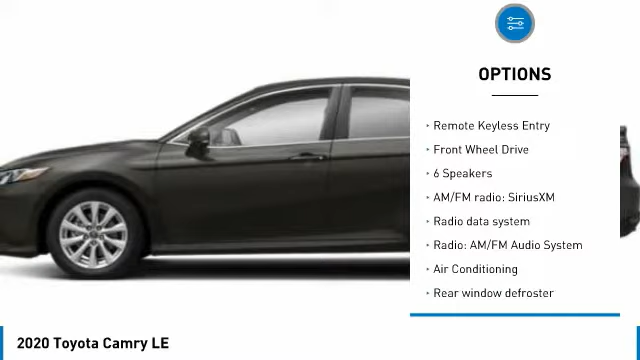 OPTIONS
Remote Keyless Entry
Front Wheel Drive
6 Speakers
AM/FM radio: SiriusXM
Radio data system
Radio: AM/FM Audio System
Air Conditioning
Rear window defroster
2020 Toyota Camry LE